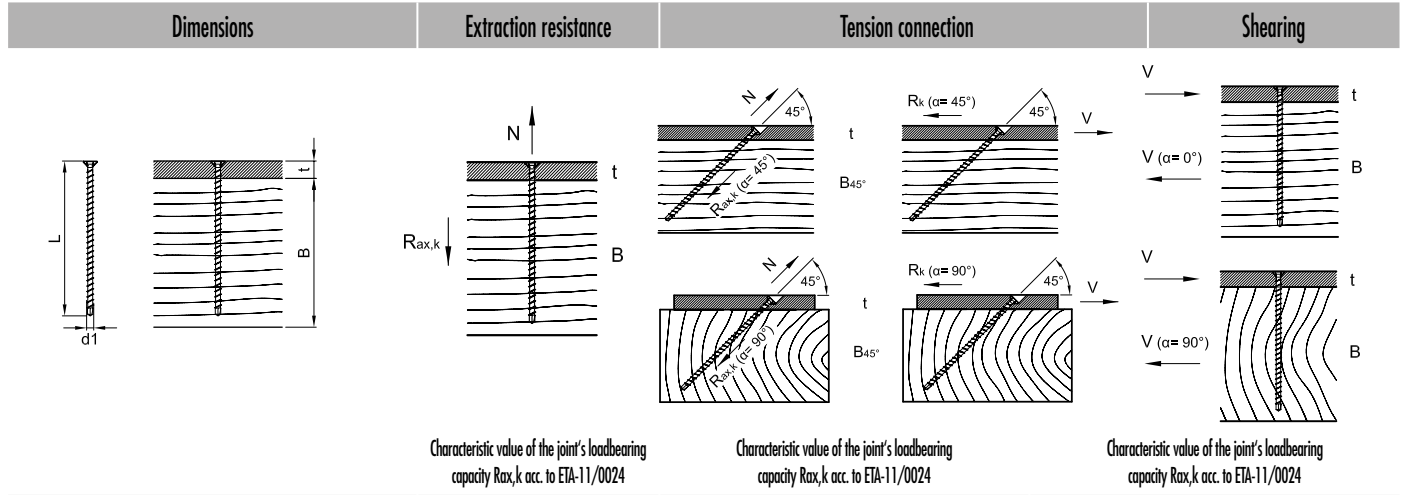 Dimensions
Extraction resistance
Tension connection
Shearing
L
d1
t
B
N
Rax,k
t
B
N
45°
Rax,k (α= 45°)
t
B45°
Rk (α= 45°)
45°
V
N
45°
Rax,k (α= 90°)
t
B45°
Rk (α= 90°)
45°
V
V
t
V (α= 0°)
B
V
t
V (α= 90°)
B
Characteristic value of the joint's loadbearing
capacity Rax,k acc. to ETA-11/0024
Characteristic value of the joint's loadbearing
capacity Rax,k acc. to ETA-11/0024
Characteristic value of the joint's loadbearing
capacity Rax,k acc. to ETA-11/0024